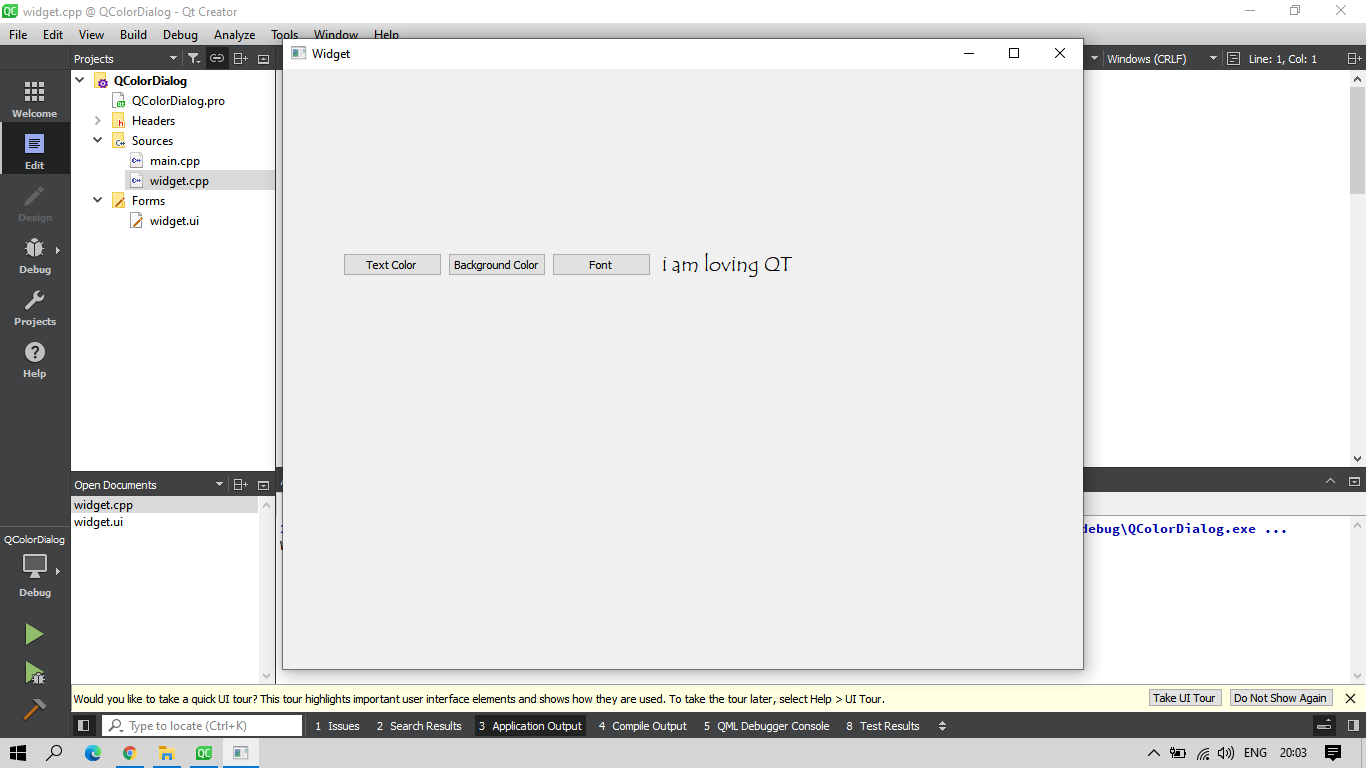 widget.cpp @ QColorDialog - Qt Creator
File Edit View Build Debug Analyze Tools Window Help
Projects
Windows (CRLF) Line: 1, Col: 1
Widget
QColorDialog
QColorDialog.pro
Headers
Sources
main.cpp
widget.cpp
Forms
widget.ui
Welcome
Edit
Design
Debug
Projects
Help
Text Color Background Color Font i am loving QT
Open Documents
widget.cpp
widget.ui
debug\QColorDialog.exe ...
QColorDialog
Debug
Would you like to take a quick UI tour? This tour highlights important user interface elements and shows how they are used. To take the tour later, select Help > UI Tour. Take UI Tour Do Not Show Again
Type to locate (Ctrl+K) 1 Issues 2 Search Results 3 Application Output 4 Compile Output 5 QML Debugger Console 8 Test Results
ENG 20:03